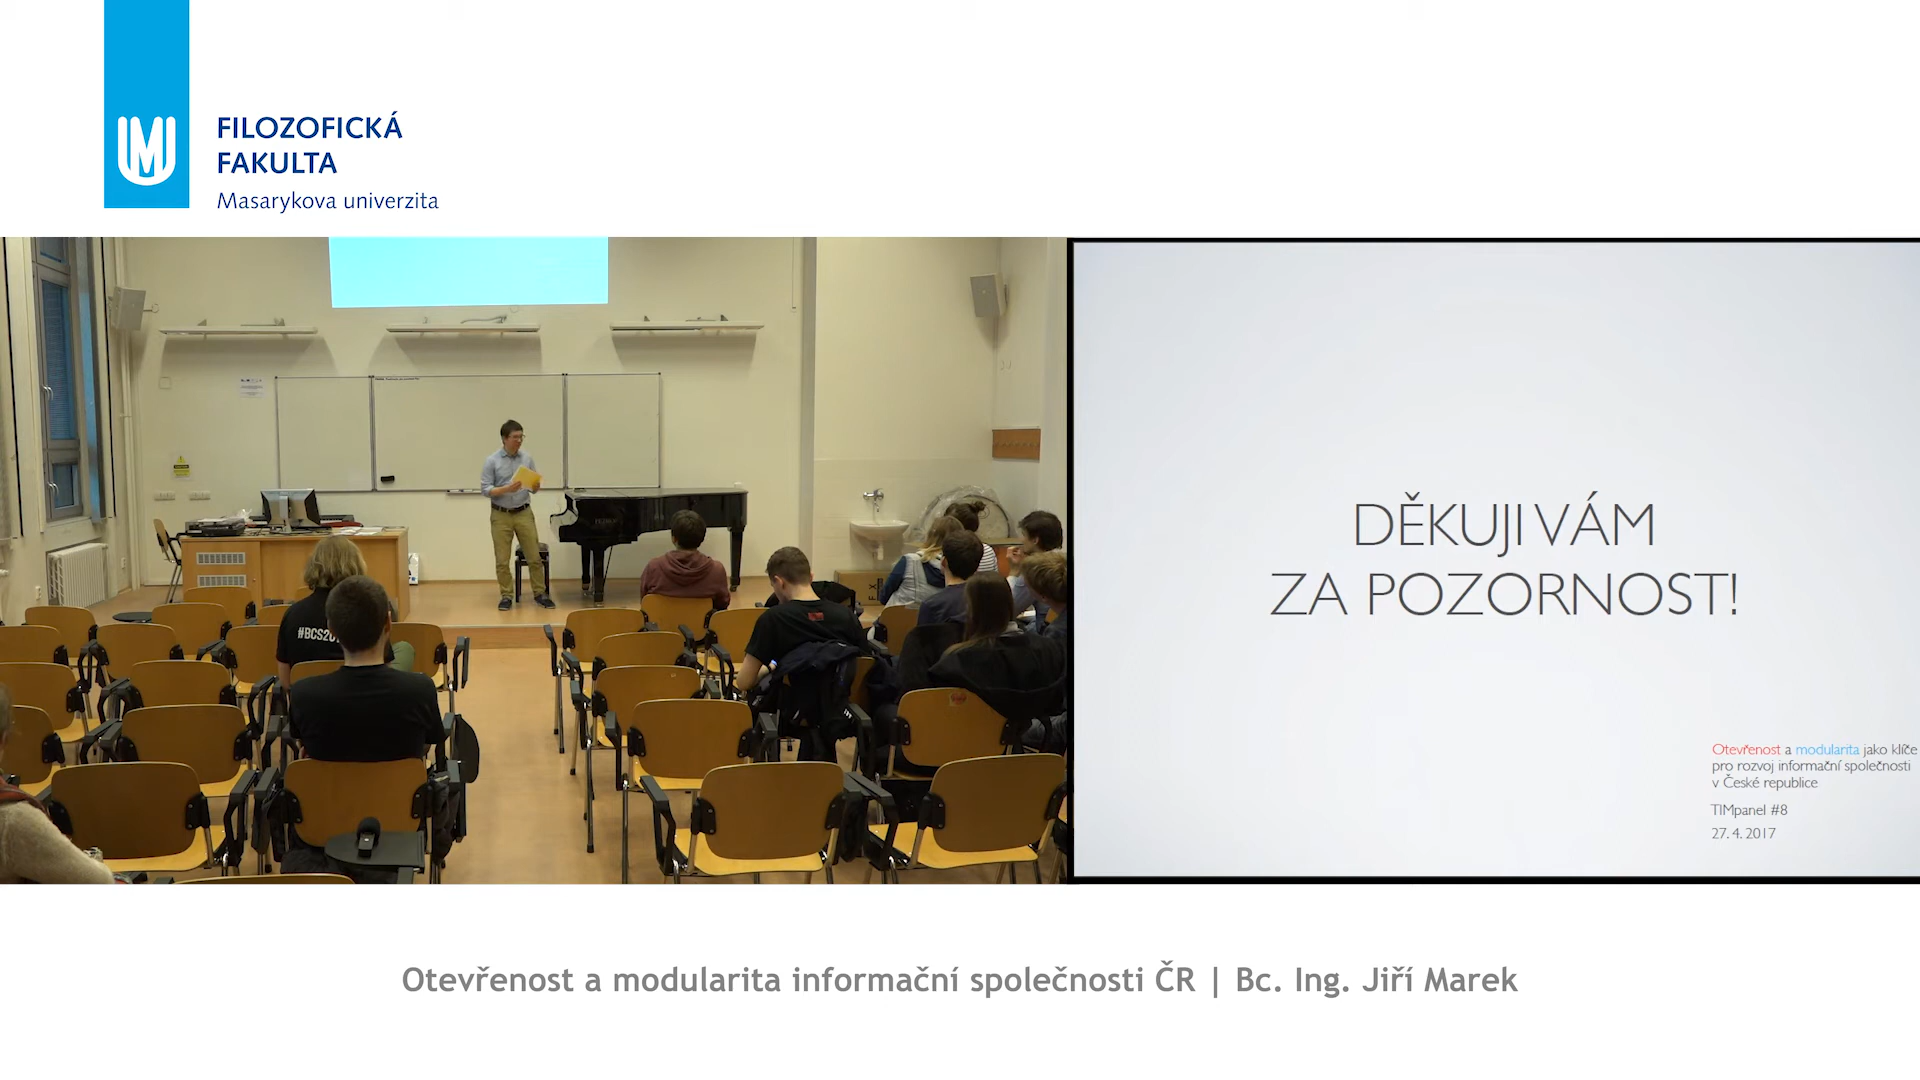 FILOZOFICKÁ
FAKULTA
Masarykova univerzita
#BCS20
DĚKUJI VÁM
ZA POZORNOST!
Otevřenost a modularita jako klíče
pro rozvoj informační společnosti
v České republice
TIMpanel #8
27. 4. 2017
Otevřenost a modularita informační společnosti ČR | Bc. Ing. Jiří Marek